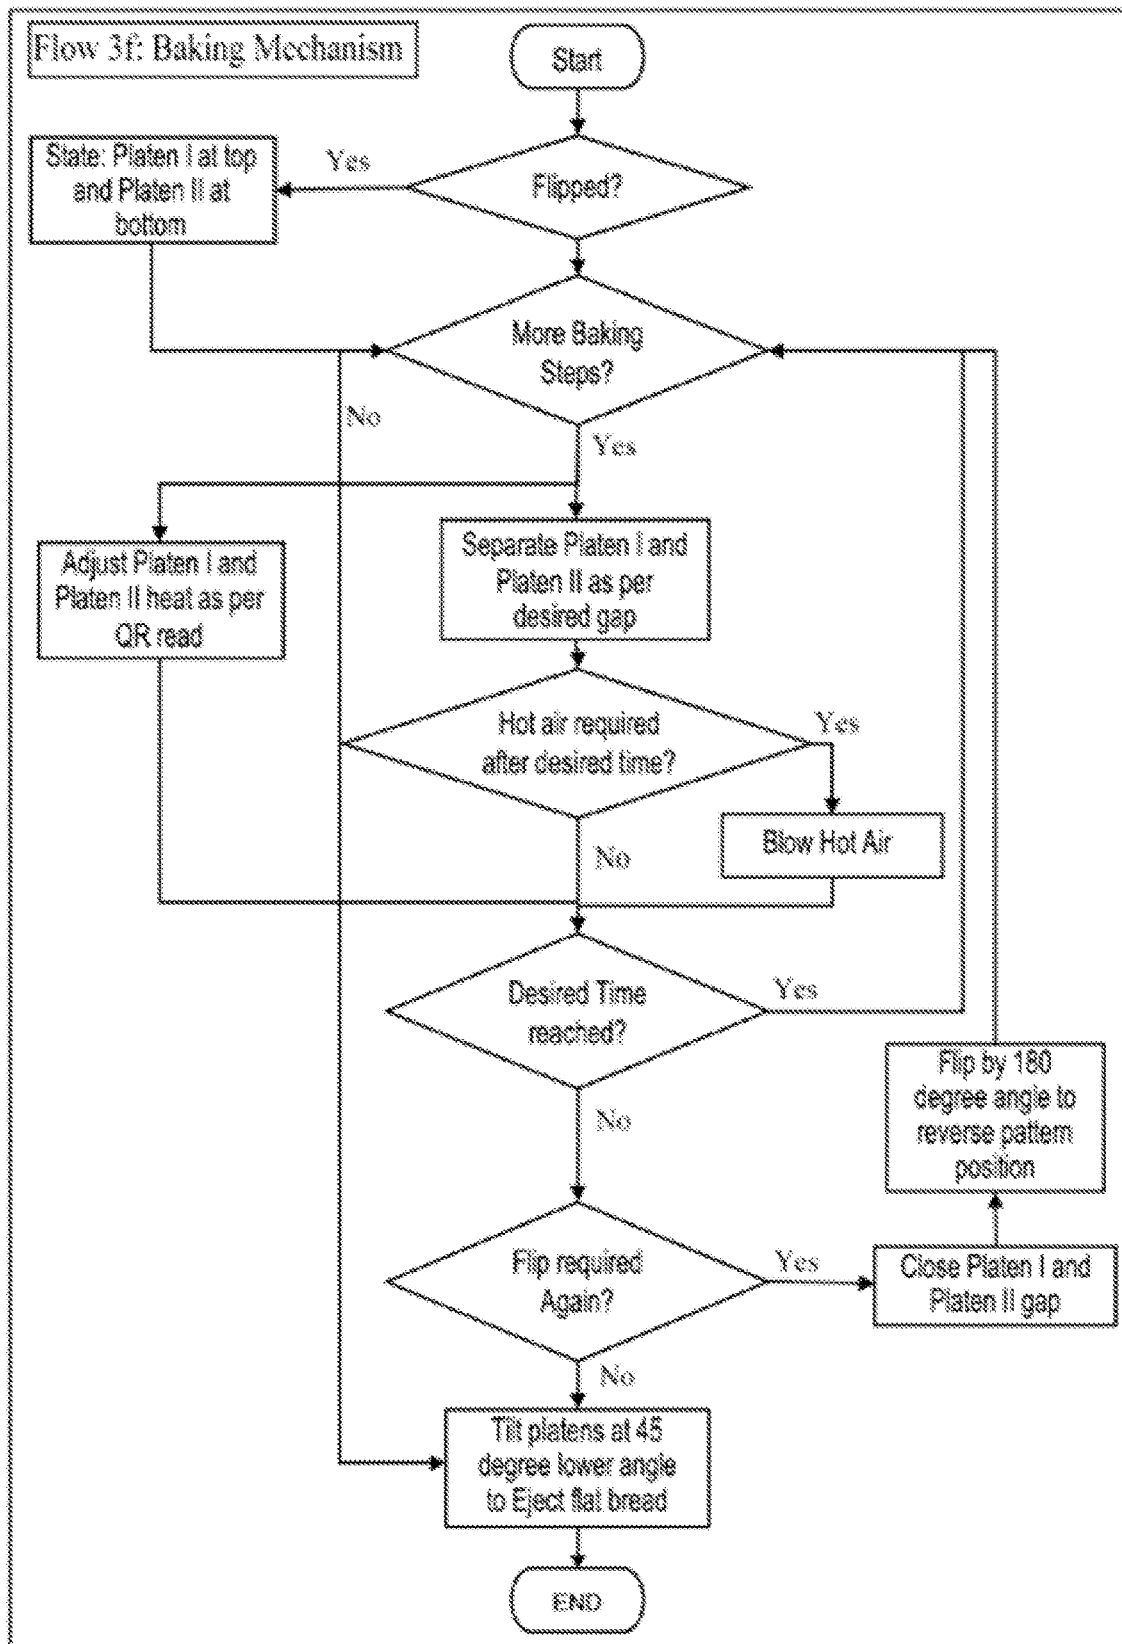 Flow 3f: Baking Mechanism
Start
State: Platen I at top
and Platen II at
bottom
Yes
Flipped?
More Baking
Steps?
No
Yes
Adjust Platen I and
Platen II heat as per
QR read
Separate Platen I and
Platen II as per
desired gap
Hot air required
after desired time?
Yes
Blow Hot Air
No
Desired Time
reached?
Yes
Flip by 180
degree angle to
reverse pattern
position
No
Flip required
Again?
Yes
Close Platen I and
Platen II gap
No
Tilt platens at 45
degree lower angle
to Eject flat bread
END